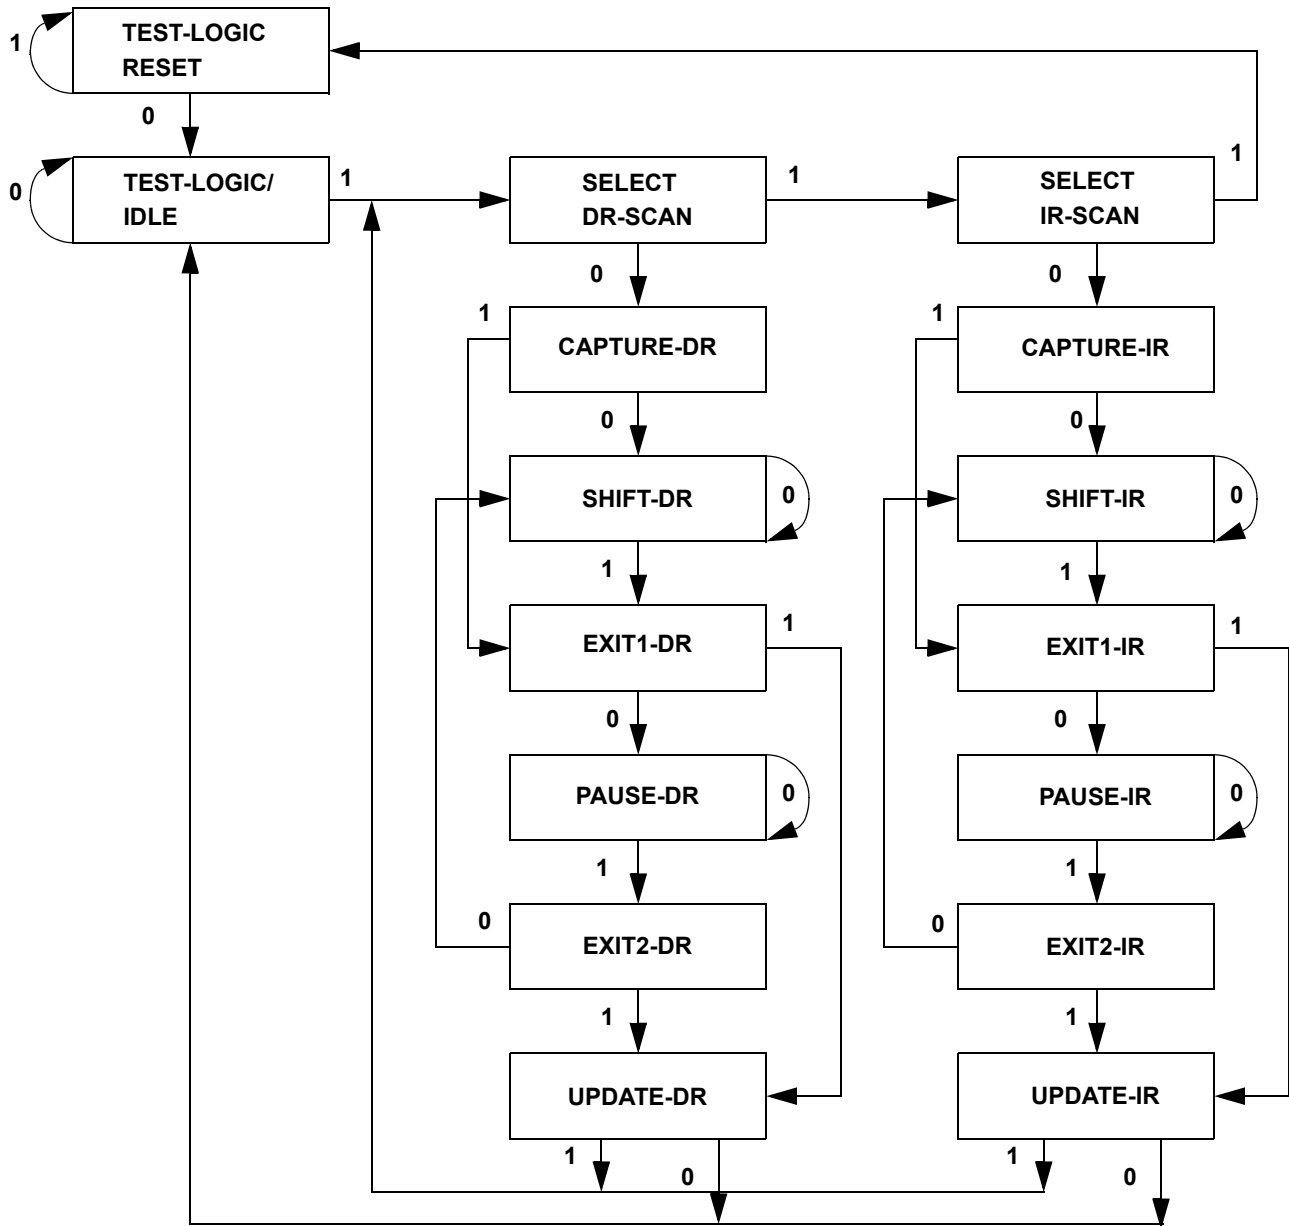 1
TEST-LOGIC
RESET
0
0
TEST-LOGIC/
IDLE
1
SELECT
DR-SCAN
1
SELECT
IR-SCAN
1
0
0
1
CAPTURE-DR
1
CAPTURE-IR
0
0
SHIFT-DR
0
SHIFT-IR
0
1
1
EXIT1-DR
1
EXIT1-IR
1
0
0
PAUSE-DR
0
PAUSE-IR
0
1
1
0
EXIT2-DR
0
EXIT2-IR
1
1
UPDATE-DR
UPDATE-IR
1
0
1
0